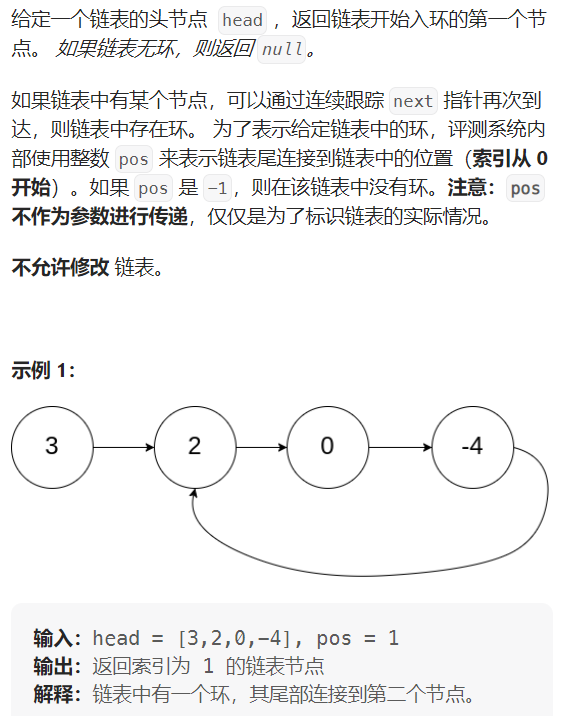 给定一个链表的头节点 head ，返回链表开始入环的第一个节
点。 如果链表无环，则返回 null。
如果链表中有某个节点，可以通过连续跟踪 next 指针再次到
达，则链表中存在环。 为了表示给定链表中的环，评测系统内
部使用整数 pos 来表示链表尾连接到链表中的位置（索引从 0
开始）。如果 pos 是 -1，则在该链表中没有环。注意：pos
不作为参数进行传递，仅仅是为了标识链表的实际情况。
不允许修改 链表。
示例 1：
3 2 0 -4
输入：head = [3,2,0,-4], pos = 1
输出：返回索引为 1 的链表节点
解释：链表中有一个环，其尾部连接到第二个节点。